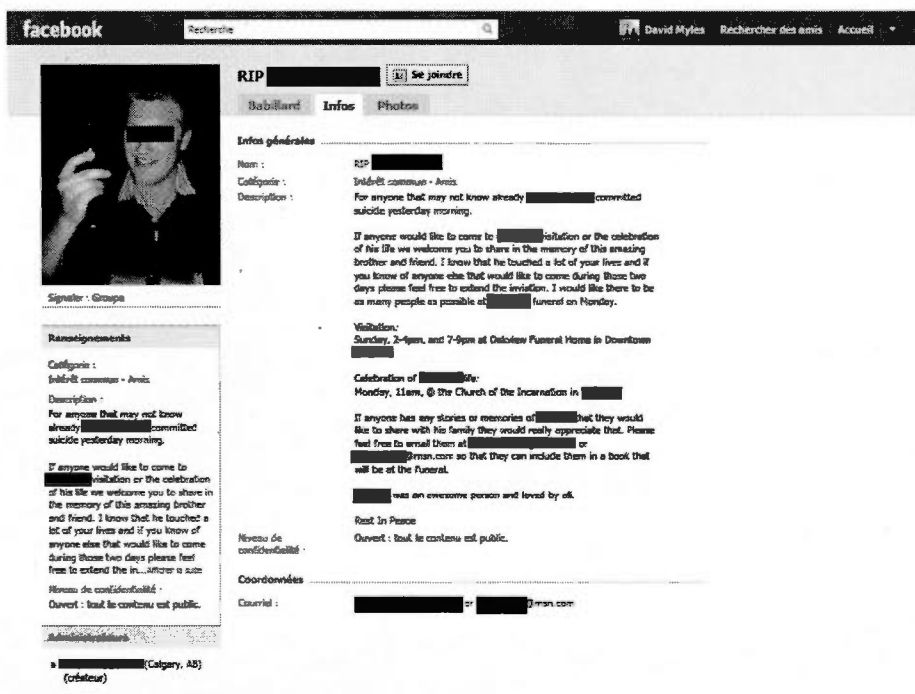 facebook
Recherche
David Myles Rechercher des amis Accueil
RIP
Se joindre
Babillard Infos Photos
Signaler : Groupe
Renseignements
Catégorie :
Intérêt commun - Amis
Description :
For anyone that may not know
already committed
suicide yesterday morning.
If anyone would like to come to
visitation or the celebration
of his life we welcome you to share in
the memory of this amazing
brother and friend. I know that he touched a
lot of your lives and if you know of
anyone else that would like to come
during those two days please feel
free to extend the in...Afficher la suite
Niveau de confidentialité :
Ouvert : tout le contenu est public.
Administrateurs
(Calgary, AB)
(créateur)
Infos générales
Nom : RIP
Catégorie : Intérêt commun - Amis
Description : For anyone that may not know already committed
suicide yesterday morning.
If anyone would like to come to visitation or the celebration
of his life we welcome you to share in the memory of this amazing
brother and friend. I know that he touched a lot of your lives and if
you know of anyone else that would like to come during those two
days please feel free to extend the inviation. I would like there to be
as many people as possible at funeral on Monday.
Visitation:
Sunday, 2-4pm, and 7-9pm at Oakview Funeral Home in Downtown
Celebration of life:
Monday, 11am, @ the Church of the Incarnation in
If anyone has any stories or memories of that they would
like to share with his family they would really appreciate that. Please
feel free to email them at or
@msn.com so that they can include them in a book that
will be at the funeral.
was an awesome person and loved by all.
Rest In Peace
Niveau de
confidentialité :
Ouvert : tout le contenu est public.
Coordonnées
Courriel : or @msn.com